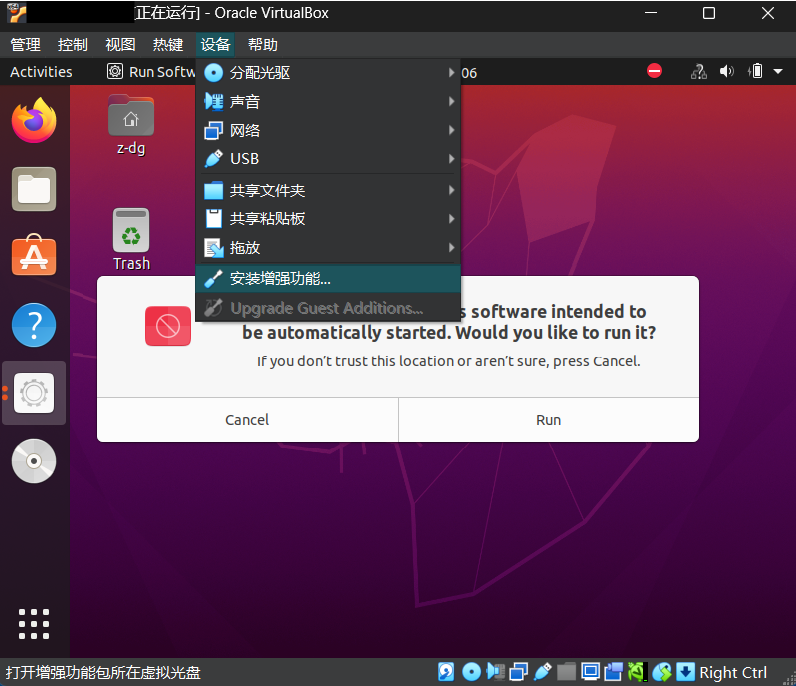 [正在运行] - Oracle VirtualBox
管理 控制 视图 热键 设备 帮助
Activities Run Softw 06
分配光驱
声音
网络
USB
共享文件夹
共享粘贴板
拖放
安装增强功能...
Upgrade Guest Additions...
z-dg
Trash
s software intended to
be automatically started. Would you like to run it?
If you don't trust this location or aren't sure, press Cancel.
Cancel Run
打开增强功能包所在虚拟光盘
Right Ctrl